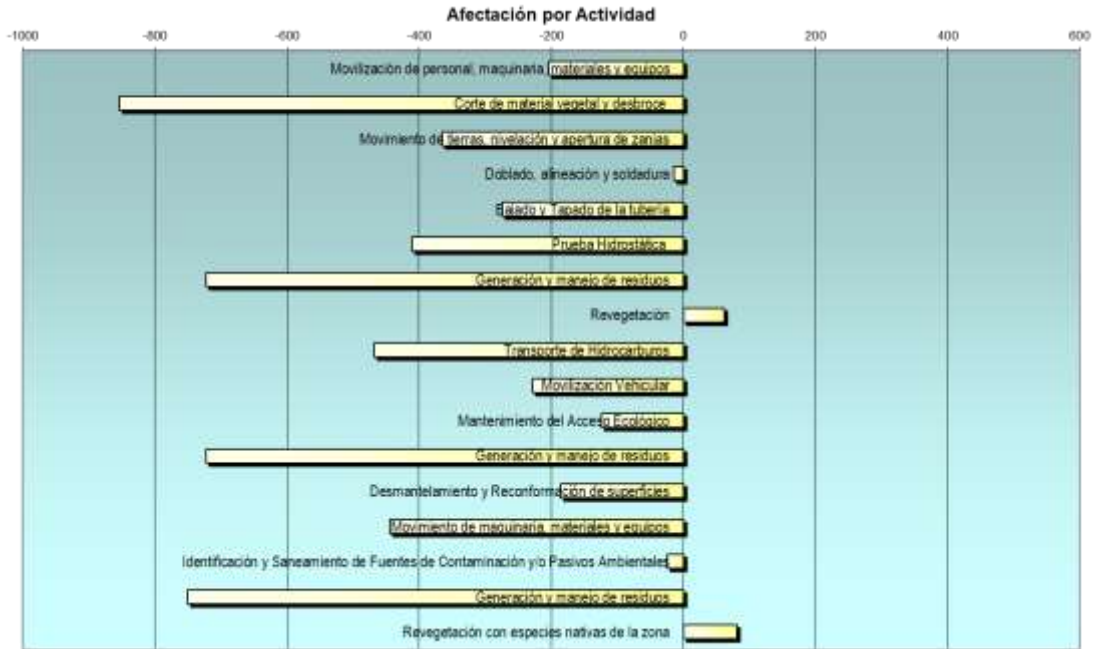 Afectación por Actividad
-1000 -800 -600 -400 -200 0 200 400 600
Movilización de personal, maquinaria, materiales y equipos
Corte de material vegetal y desbroce
Movimiento de tierras, nivelación y apertura de zanjas
Doblado, alineación y soldadura
Bajado y Tapado de la tubería
Prueba Hidrostática
Generación y manejo de residuos
Revegetación
Transporte de Hidrocarburos
Movilización Vehicular
Mantenimiento del Acceso Ecológico
Generación y manejo de residuos
Desmantelamiento y Reconformación de superficies
Movimiento de maquinaria, materiales y equipos
Identificación y Saneamiento de Fuentes de Contaminación y/o Pasivos Ambientales
Generación y manejo de residuos
Revegetación con especies nativas de la zona